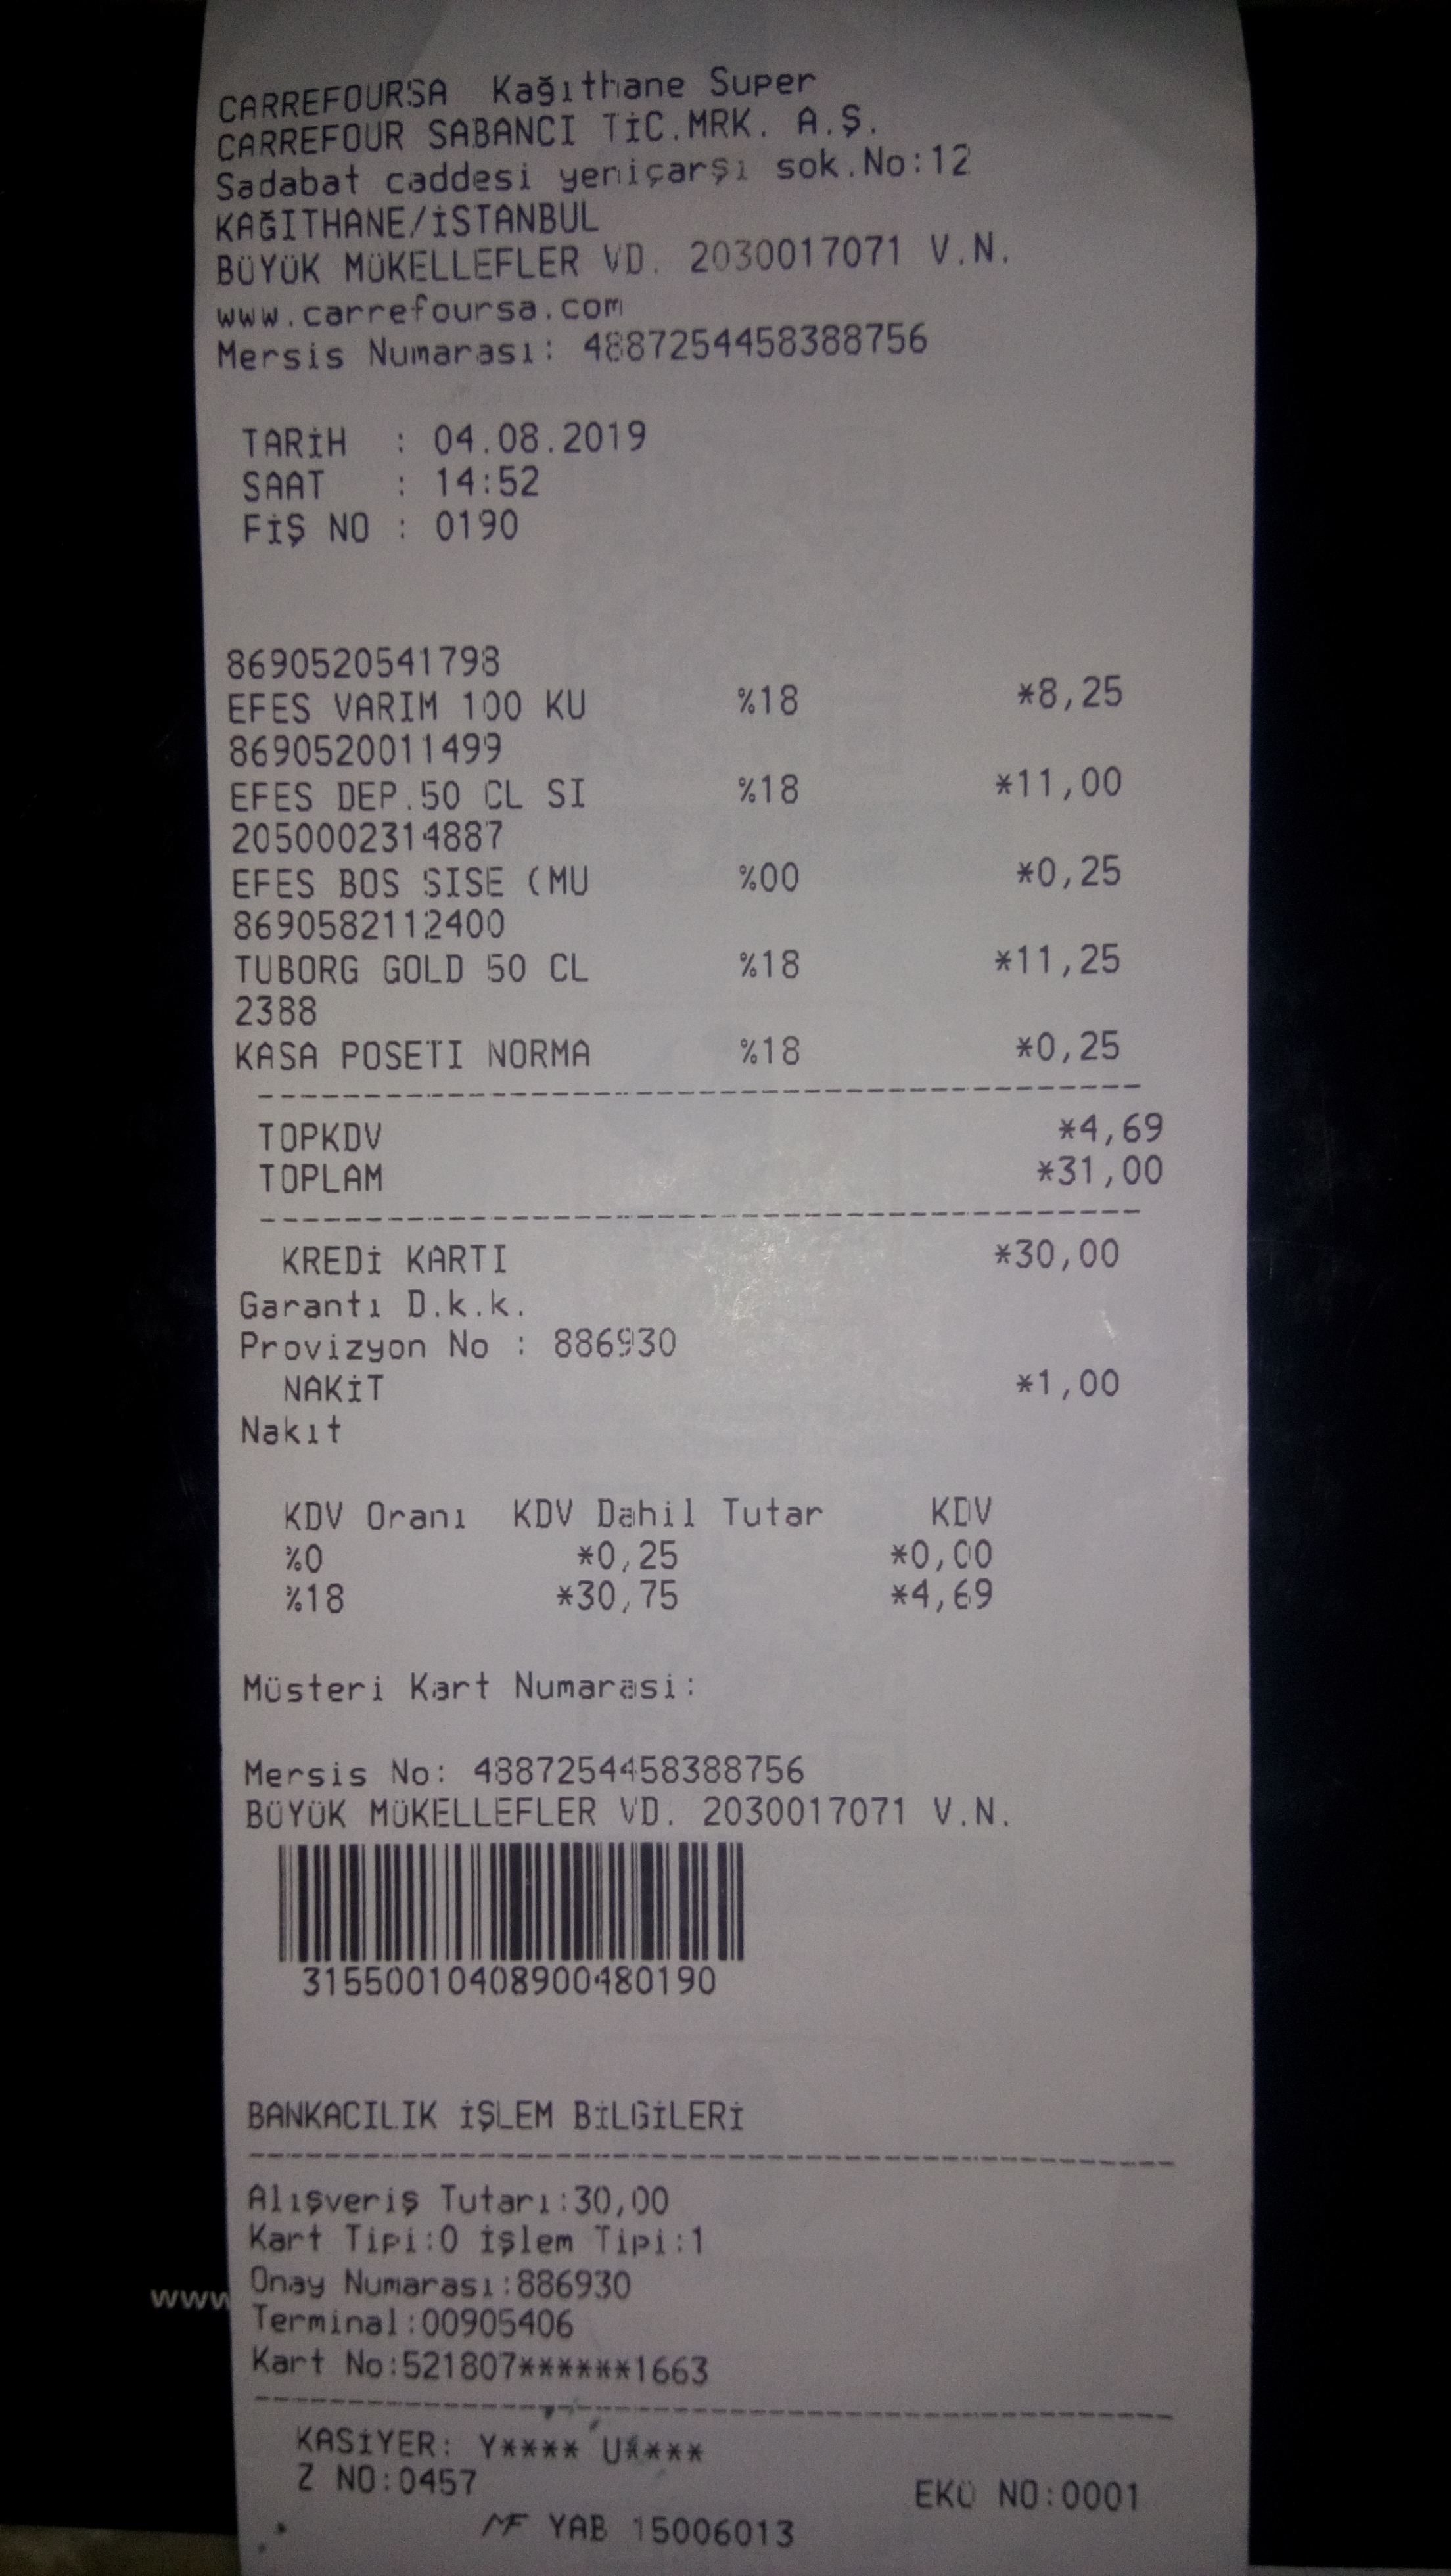 CARREFOURSA Kağıthane Super
CARREFOUR SABANCI TİC.MRK. A.Ş.
Sadabat caddesi yeniçarşı sok.No:12
KAĞITHANE/İSTANBUL
BÜYÜK MÜKELLEFLER VD. 2030017071 V.N.
www.carrefoursa.com
Mersis Numarası: 4887254458388756
TARİH : 04.08.2019
SAAT : 14:52
FİŞ NO : 0190
8690520541793
EFES VARIM 100 KU %18 *8,25
8690520011499
EFES DEP.50 CL SI %18 *11,00
2050002314887
EFES BOS SISE (MU %00 *0,25
8690582112400
TUBORG GOLD 50 CL %18 *11,25
2388
KASA POSETI NORMA %18 *0,25
TOPKDV *4,69
TOPLAM *31,00
KREDİ KARTI *30,00
Garantı D.k.k.
Provizyon No : 886930
NAKİT *1,00
Nakıt
KDV Oranı KDV Dahil Tutar KDV
%0 *0,25 *0,00
%18 *30,75 *4,69
Müsteri Kart Numarasi:
Mersis No: 4887254458388756
BÜYÜK MÜKELLEFLER VD. 2030017071 V.N.
31550010408900480190
BANKACILIK İŞLEM BİLGİLERİ
Alışveriş Tutarı:30,00
Kart Tipi:0 İşlem Tipi:1
Onay Numarası:886930
Terminal:00905406
Kart No:521807******1663
KASİYER: Y**** U****
Z NO:0457 EKÜ NO:0001
MF YAB 15006013
www